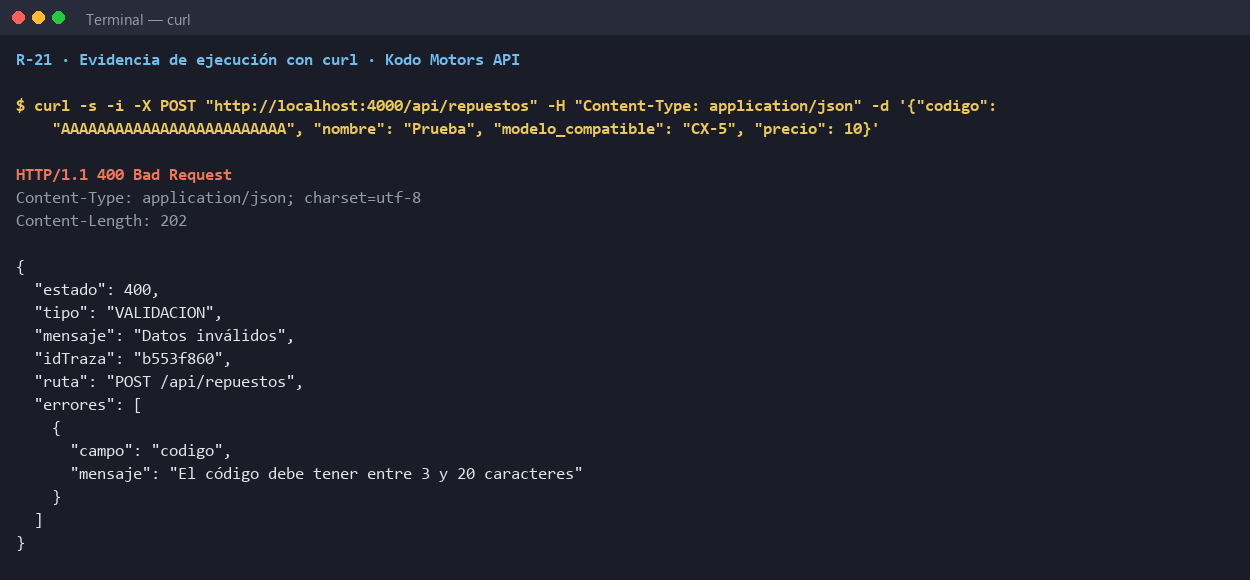 Terminal — curl
R-21 · Evidencia de ejecución con curl · Kodo Motors API
$ curl -s -i -X POST "http://localhost:4000/api/repuestos" -H "Content-Type: application/json" -d '{"codigo":
"AAAAAAAAAAAAAAAAAAAAAAAAA", "nombre": "Prueba", "modelo_compatible": "CX-5", "precio": 10}'
HTTP/1.1 400 Bad Request
Content-Type: application/json; charset=utf-8
Content-Length: 202
{
  "estado": 400,
  "tipo": "VALIDACION",
  "mensaje": "Datos inválidos",
  "idTraza": "b553f860",
  "ruta": "POST /api/repuestos",
  "errores": [
    {
      "campo": "codigo",
      "mensaje": "El código debe tener entre 3 y 20 caracteres"
    }
  ]
}